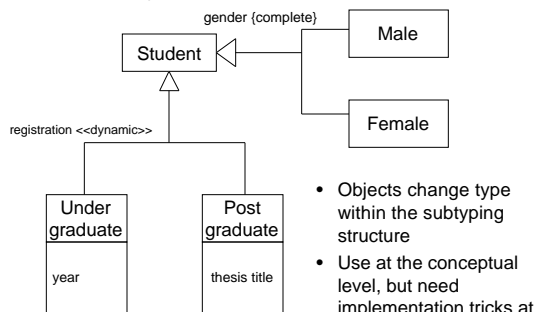 gender {complete}
Student
Male
Female
registration <<dynamic>>
Under
graduate
year
Post
graduate
thesis title
• Objects change type
within the subtyping
structure
• Use at the conceptual
level, but need
implementation tricks at